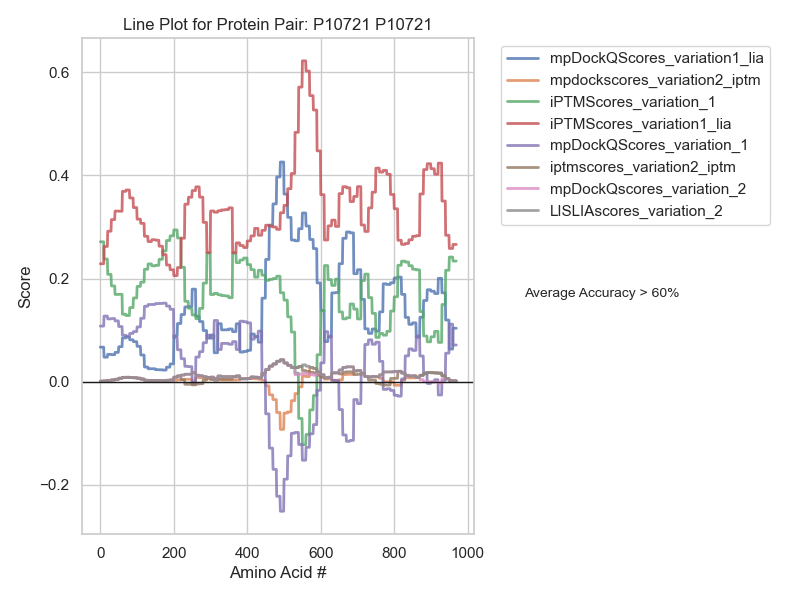 Line Plot for Protein Pair: P10721 P10721
mpDockQScores_variation1_lia
mpdockscores_variation2_iptm
iPTMScores_variation_1
iPTMScores_variation1_lia
mpDockQScores_variation_1
iptmscores_variation2_iptm
mpDockQscores_variation_2
LISLIAscores_variation_2
Average Accuracy > 60%
Score
0.6
0.4
0.2
0.0
−0.2
0 200 400 600 800 1000
Amino Acid #